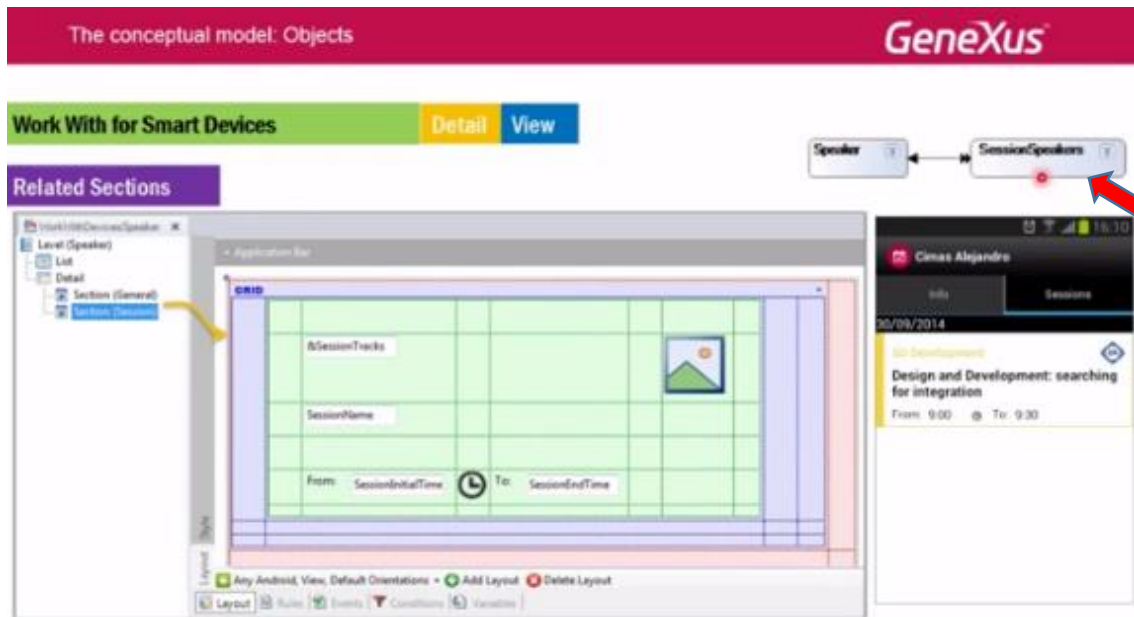 The conceptual model: Objects
GeneXus
Work With for Smart Devices
Detail
View
Speaker
SessionSpeakers
Related Sections
WorkWithDevicesSpeaker
Level (Speaker)
List
Detail
Section (General)
Section (Session)
Application Bar
GRID
&SessionTracks
SessionName
From:
SessionInitialTime
To:
SessionEndTime
Style
Layout
Any Android, View, Default Orientations
Add Layout
Delete Layout
Layout
Rules
Events
Conditions
Variables
16:10
Cimas Alejandro
Info
Sessions
30/09/2014
Development
Design and Development: searching
for integration
From: 9:00
To: 9:30